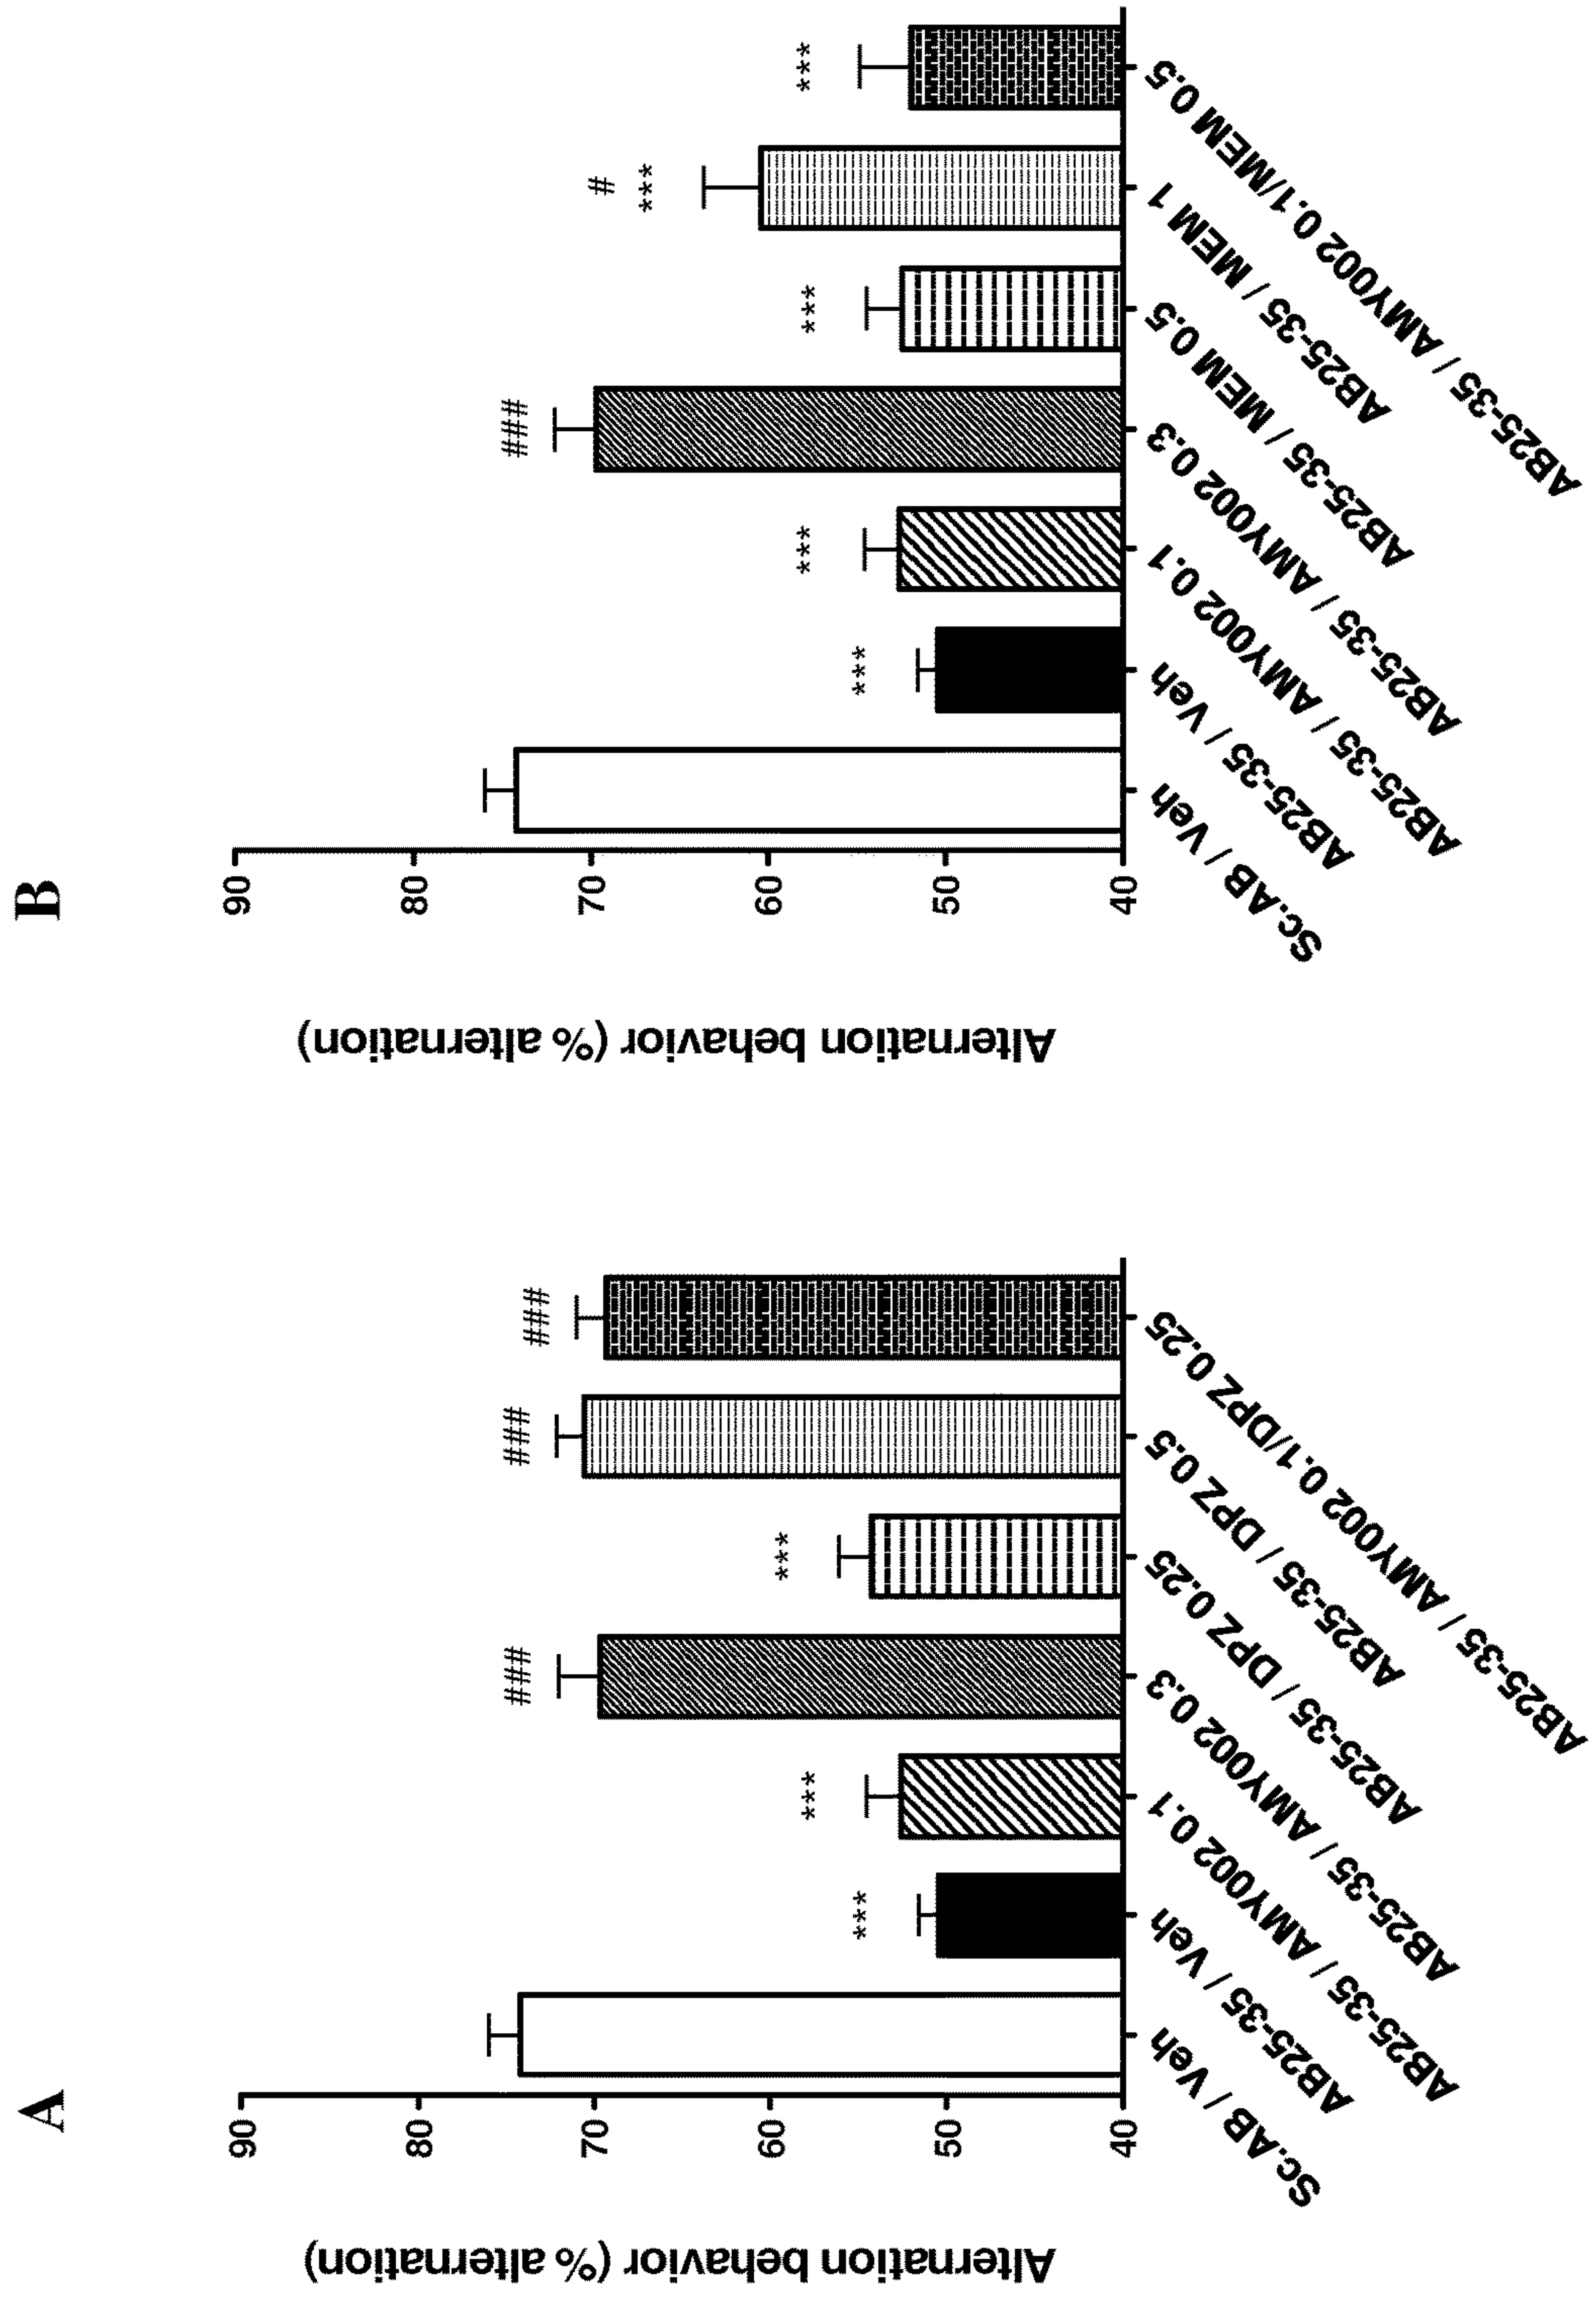 A
Alternation behavior (% alternation)
90
80
70
60
50
40
***
***
###
***
###
###
Sc.AB / Veh
AB25-35 / Veh
AB25-35 / AMY002 0.1
AB25-35 / AMY002 0.3
AB25-35 / DPZ 0.25
AB25-35 / DPZ 0.5
AB25-35 / AMY002 0.1/DPZ 0.25
B
Alternation behavior (% alternation)
90
80
70
60
50
40
***
***
###
***
#
***
***
Sc.AB / Veh
AB25-35 / Veh
AB25-35 / AMY002 0.1
AB25-35 / AMY002 0.3
AB25-35 / MEM 0.5
AB25-35 / MEM 1
AB25-35 / AMY002 0.1/MEM 0.5